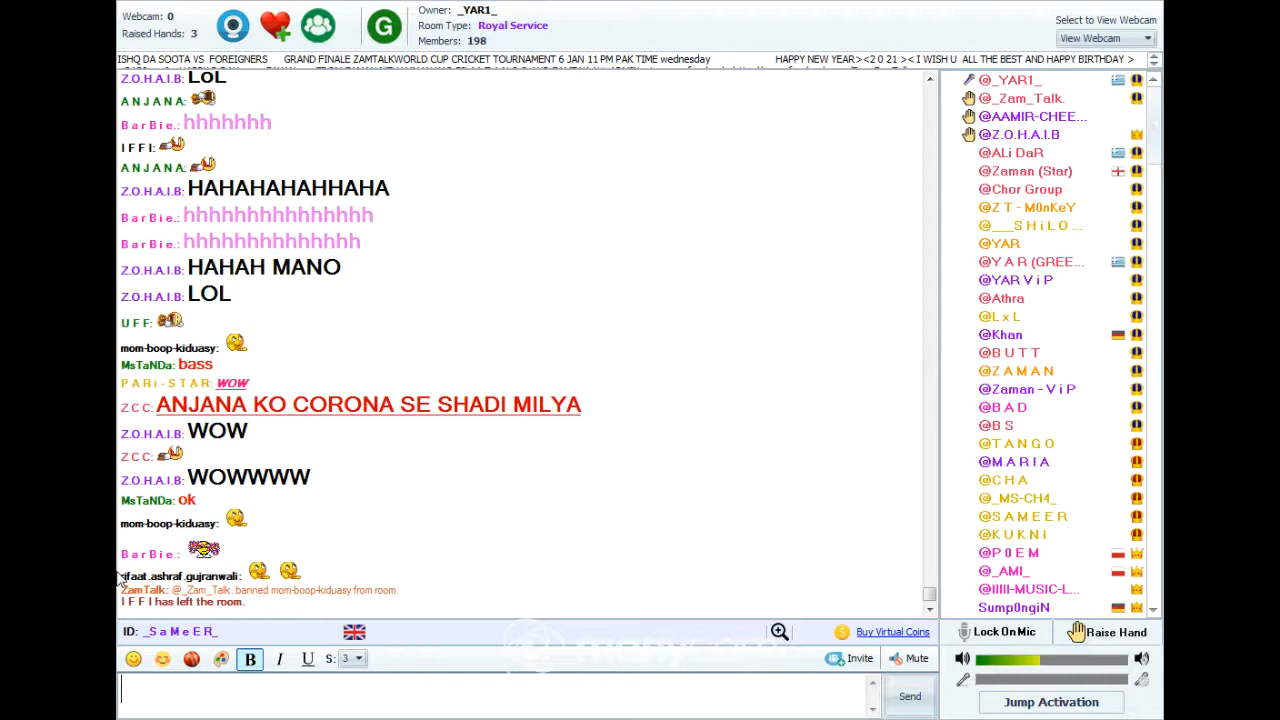 Webcam: 0
Raised Hands: 3
Owner: _YAR1_
Room Type: Royal Service
Members: 198
Select to View Webcam
View Webcam
ISHQ DA SOOTA VS FOREIGNERS GRAND FINALE ZAMTALKWORLD CUP CRICKET TOURNAMENT 6 JAN 11 PM PAK TIME wednesday HAPPY NEW YEAR><2 0 21 >< I WISH U ALL THE BEST AND HAPPY BIRTHDAY >
Z.O.H.A.I.B: LOL
A N J A N A:
B a r B i e .: hhhhhhh
I F F I:
A N J A N A:
Z.O.H.A.I.B: HAHAHAHAHHAHA
B a r B i e .: hhhhhhhhhhhhhhh
B a r B i e .: hhhhhhhhhhhhhh
Z.O.H.A.I.B: HAHAH MANO
Z.O.H.A.I.B: LOL
U F F:
mom-boop-kiduasy:
MsTaNDa: bass
P A R i - S T A R: WOW
Z C C: ANJANA KO CORONA SE SHADI MILYA
Z.O.H.A.I.B: WOW
Z C C:
Z.O.H.A.I.B: WOWWWW
MsTaNDa: ok
mom-boop-kiduasy:
B a r B i e .:
ifaat.ashraf.gujranwali:
ZamTalk: @_Zam_Talk. banned mom-boop-kiduasy from room.
I F F I has left the room.
@_YAR1_
@_Zam_Talk.
@AAMIR-CHEE...
@Z.O.H.A.I.B
@ALi DaR
@Zaman (Star)
@Chor Group
@Z T - M0nKeY
@___S H i L O ...
@YAR
@Y A R (GREE...
@YAR V i P
@Athra
@L x L
@Khan
@B U T T
@Z A M A N
@Zaman - V i P
@B A D
@B S
@T A N G O
@M A R I A
@C H A
@_MS-CH4_
@S A M E E R
@K U K N I
@P 0 E M
@_AMI_
@IIIII-MUSIC-L...
Sump0ngiN
ID: _S a M e E R_
Buy Virtual Coins
Lock On Mic
Raise Hand
B I U S: 3
Invite
Mute
Send
Jump Activation